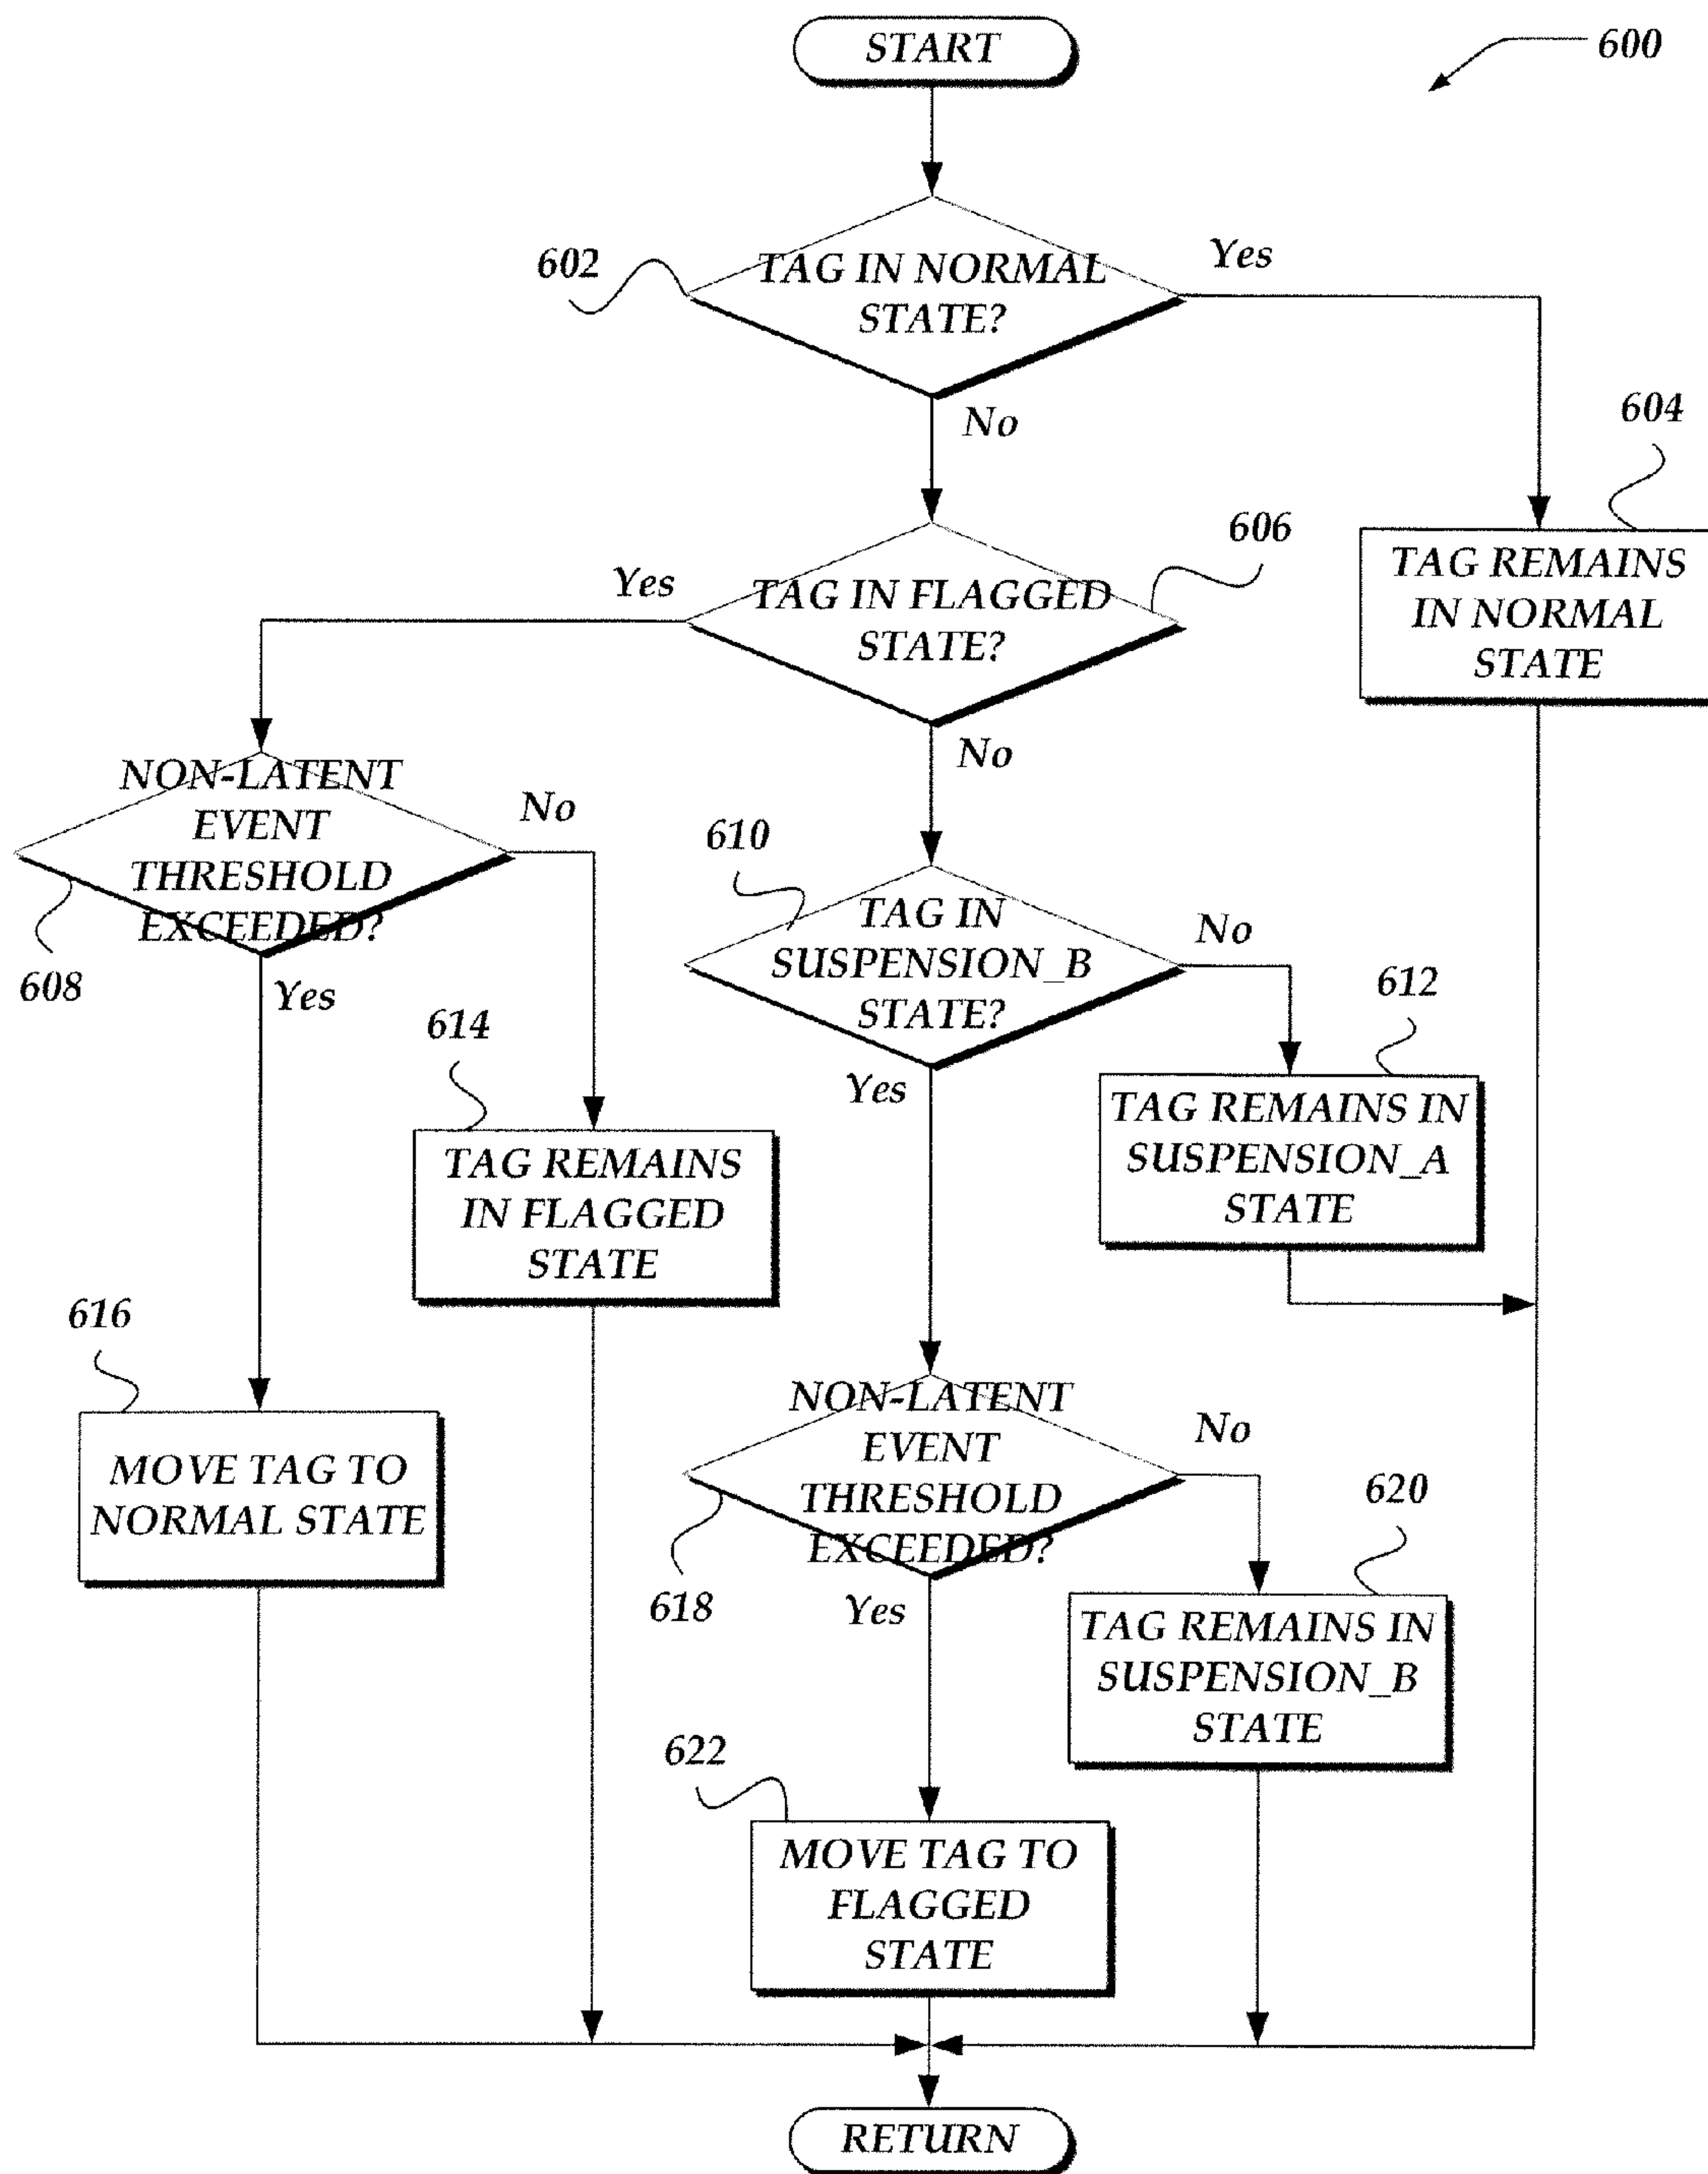 START
600
602
TAG IN NORMAL
STATE?
Yes
No
604
TAG REMAINS
IN NORMAL
STATE
606
Yes
TAG IN FLAGGED
STATE?
No
NON-LATENT
EVENT
THRESHOLD
EXCEEDED?
No
608
Yes
610
TAG IN
SUSPENSION_B
STATE?
No
Yes
612
TAG REMAINS IN
SUSPENSION_A
STATE
614
TAG REMAINS
IN FLAGGED
STATE
616
MOVE TAG TO
NORMAL STATE
NON-LATENT
EVENT
THRESHOLD
EXCEEDED?
No
618
Yes
620
TAG REMAINS IN
SUSPENSION_B
STATE
622
MOVE TAG TO
FLAGGED
STATE
RETURN